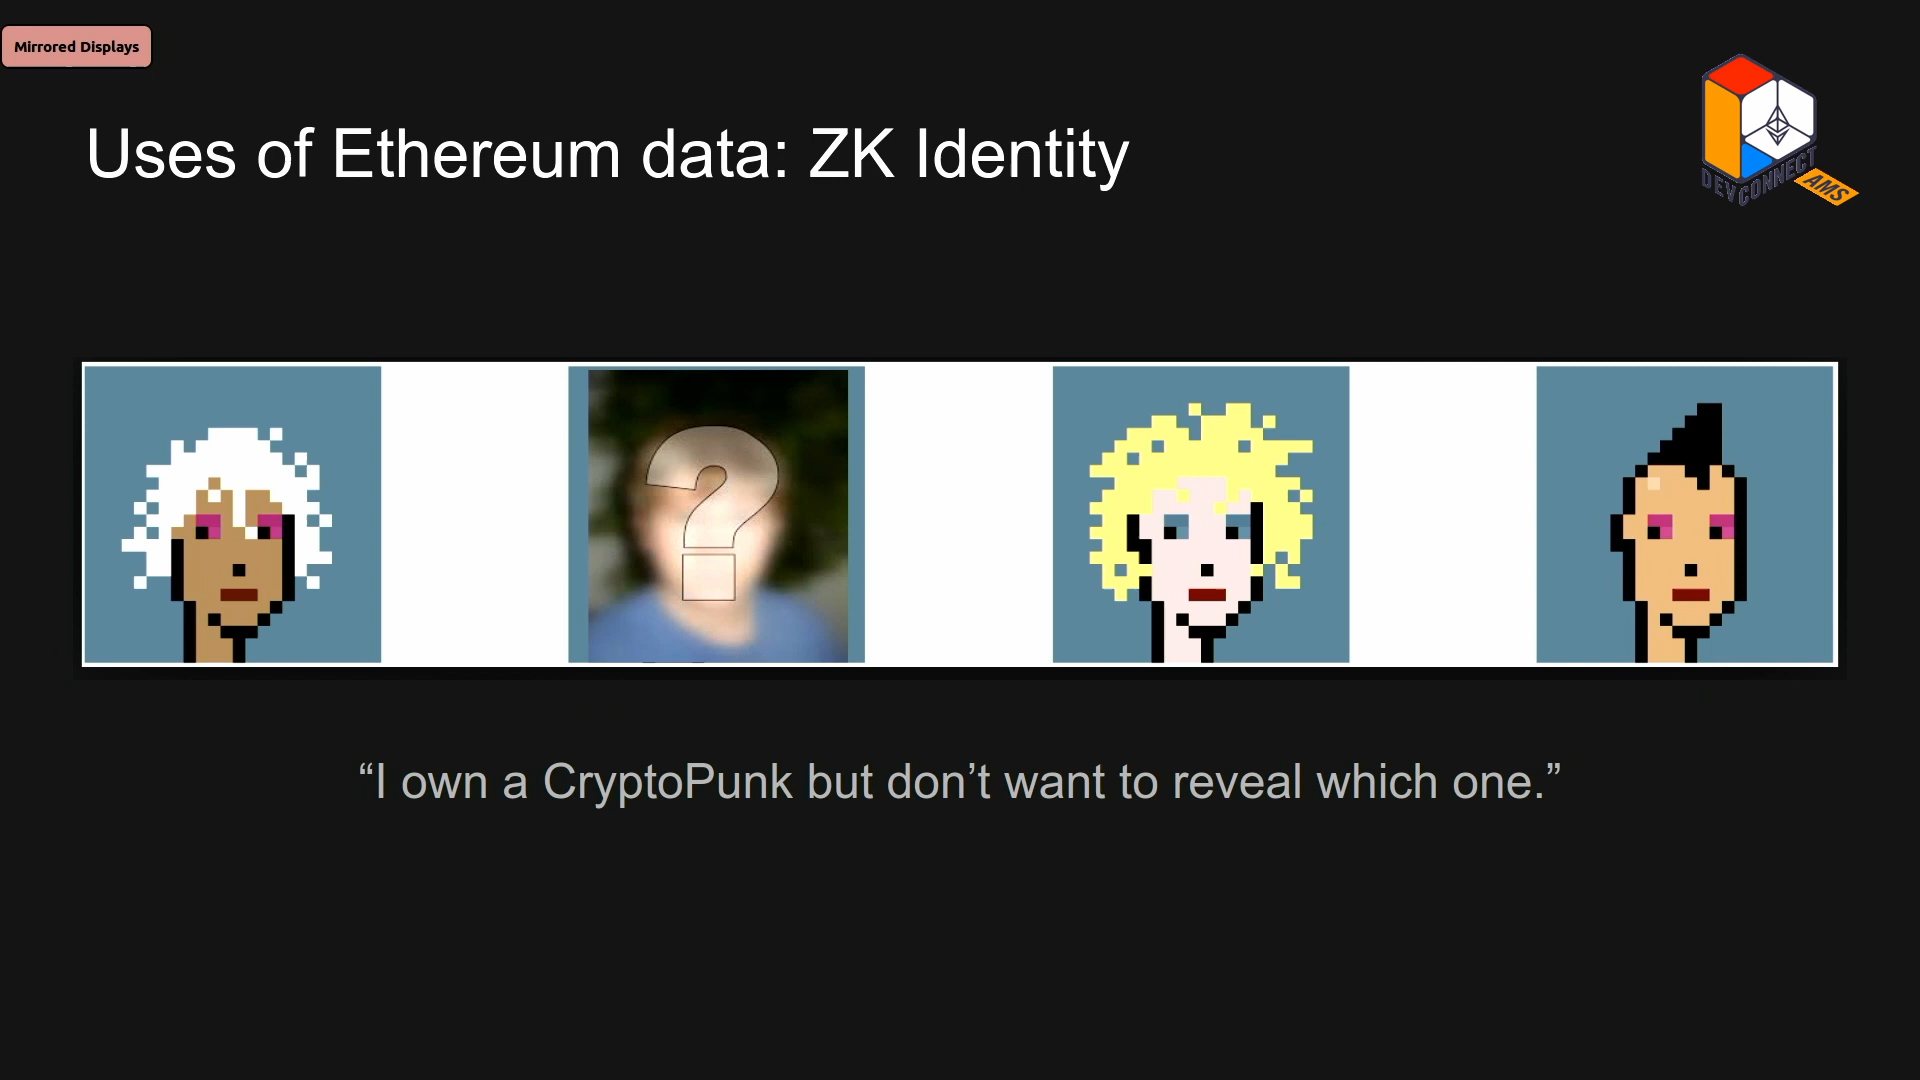 Mirrored Displays
Uses of Ethereum data: ZK Identity
DEVCONNECT
AMS
?
“I own a CryptoPunk but don’t want to reveal which one.”